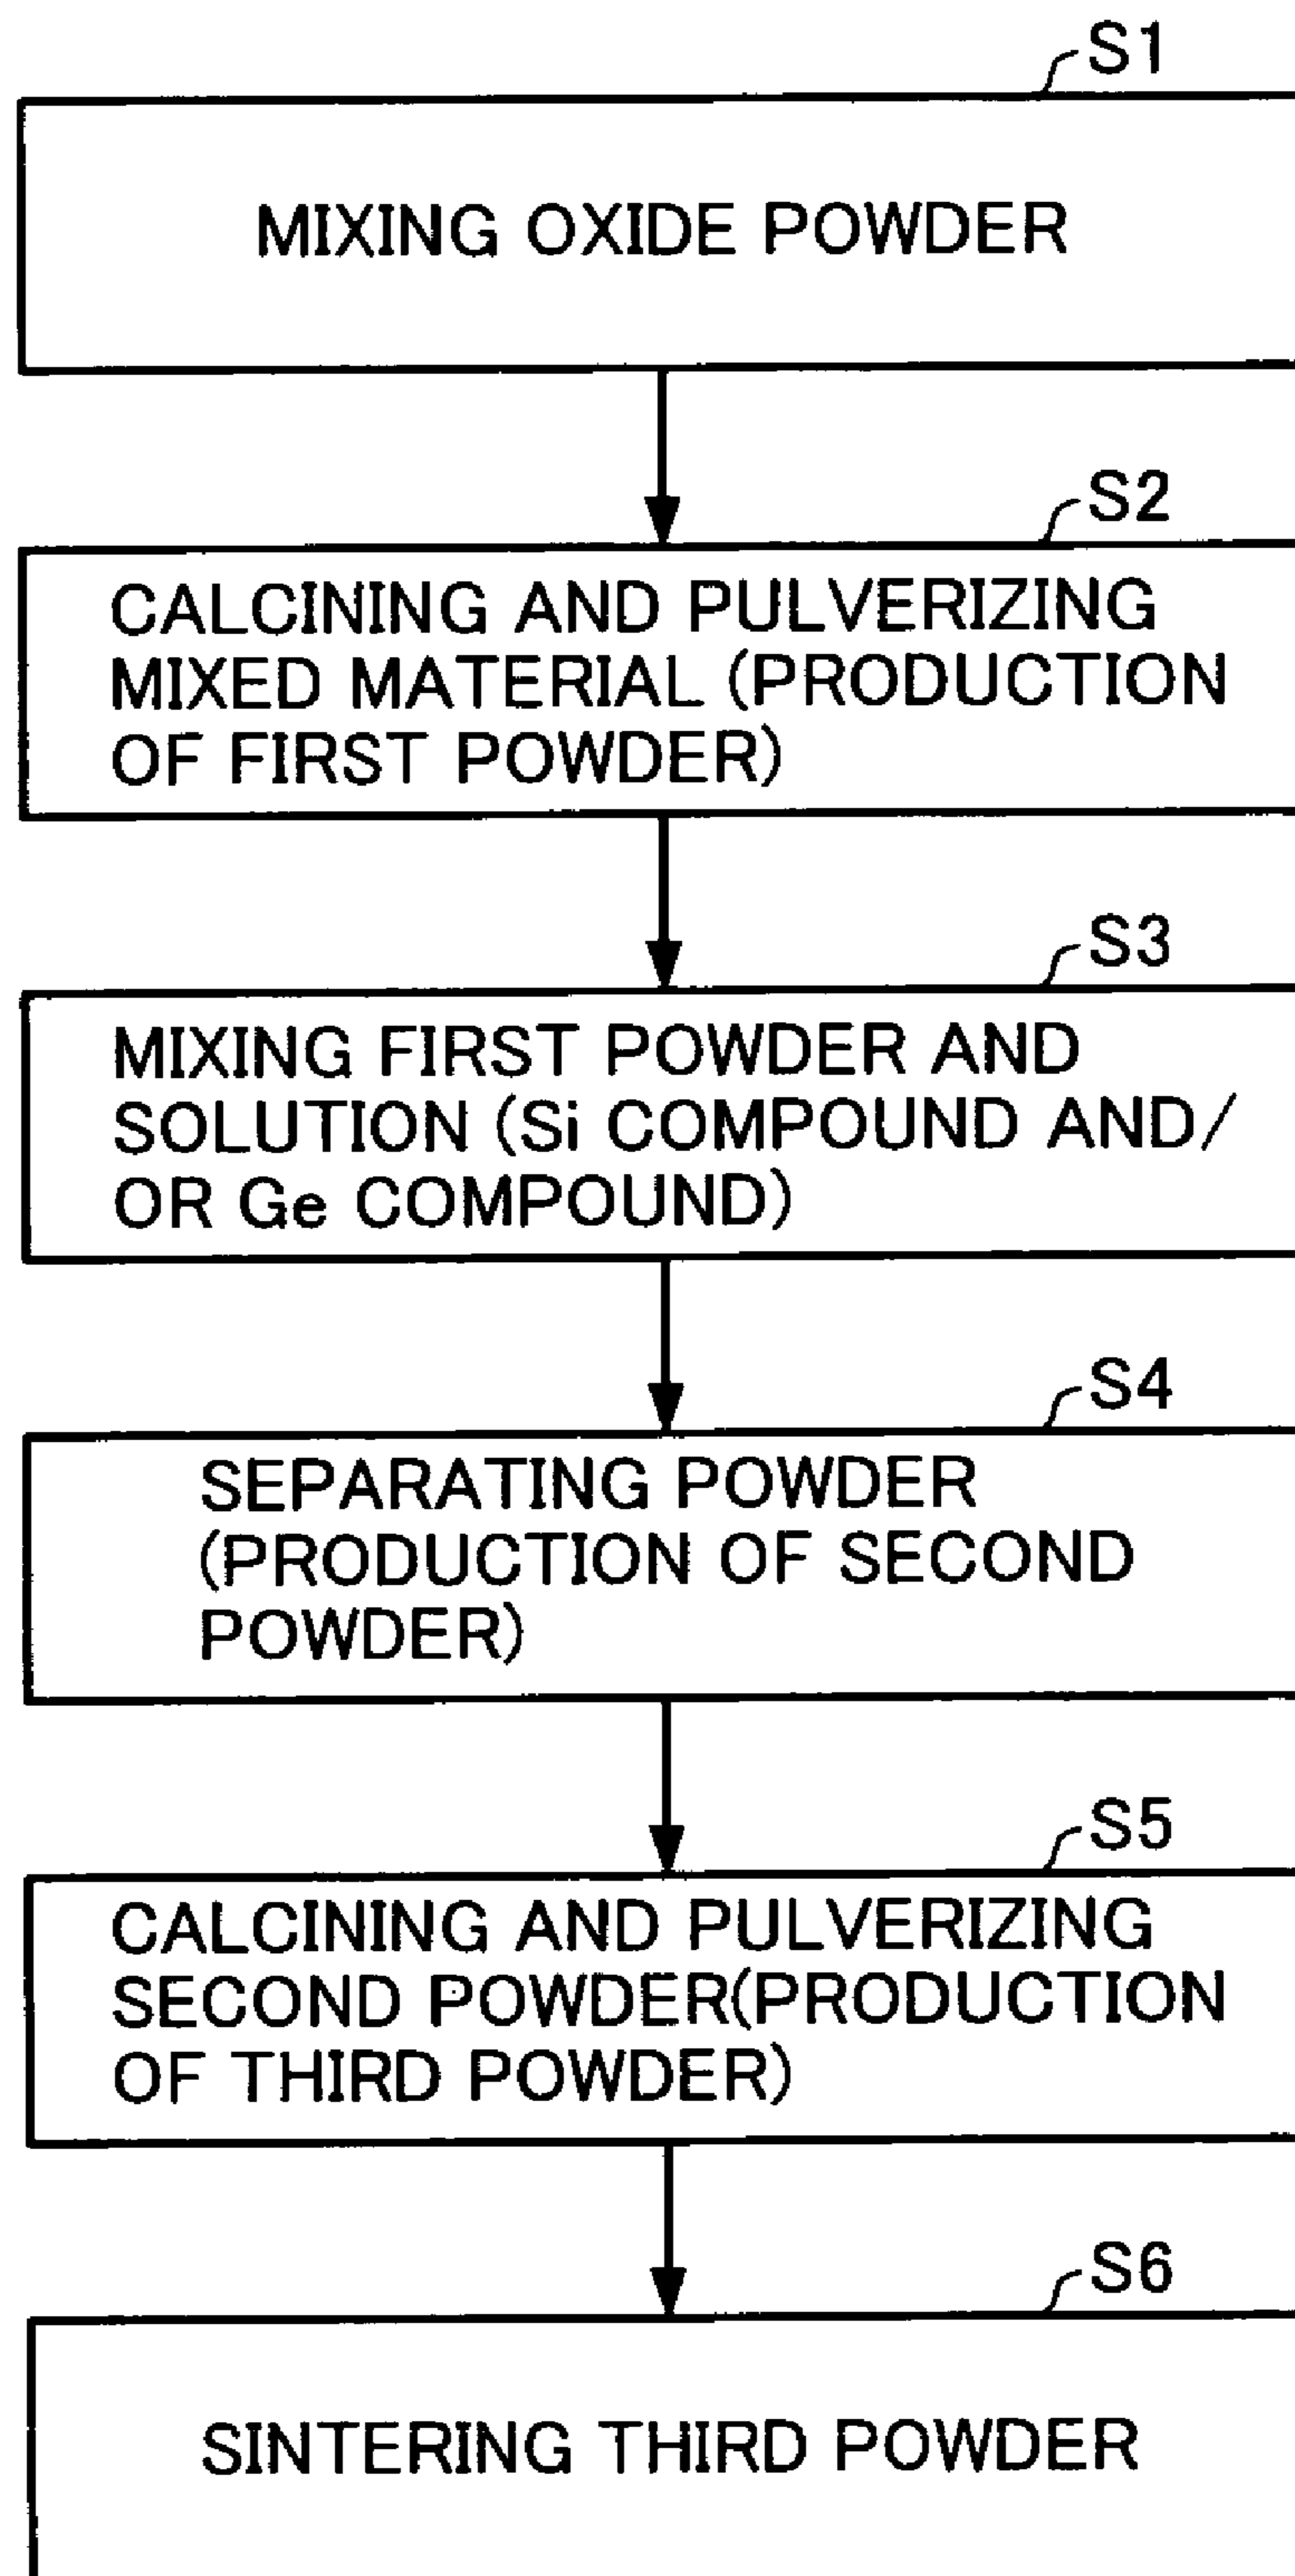 S1
MIXING OXIDE POWDER
S2
CALCINING AND PULVERIZING
MIXED MATERIAL (PRODUCTION
OF FIRST POWDER)
S3
MIXING FIRST POWDER AND
SOLUTION (Si COMPOUND AND/
OR Ge COMPOUND)
S4
SEPARATING POWDER
(PRODUCTION OF SECOND
POWDER)
S5
CALCINING AND PULVERIZING
SECOND POWDER(PRODUCTION
OF THIRD POWDER)
S6
SINTERING THIRD POWDER